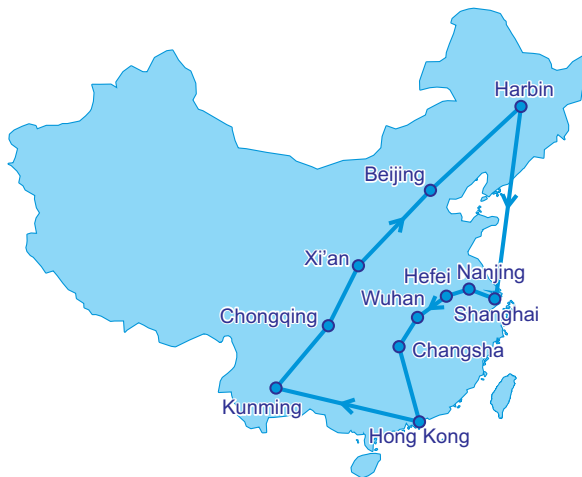 Harbin
Beijing
Xi'an
Hefei
Nanjing
Wuhan
Shanghai
Chongqing
Changsha
Kunming
Hong Kong